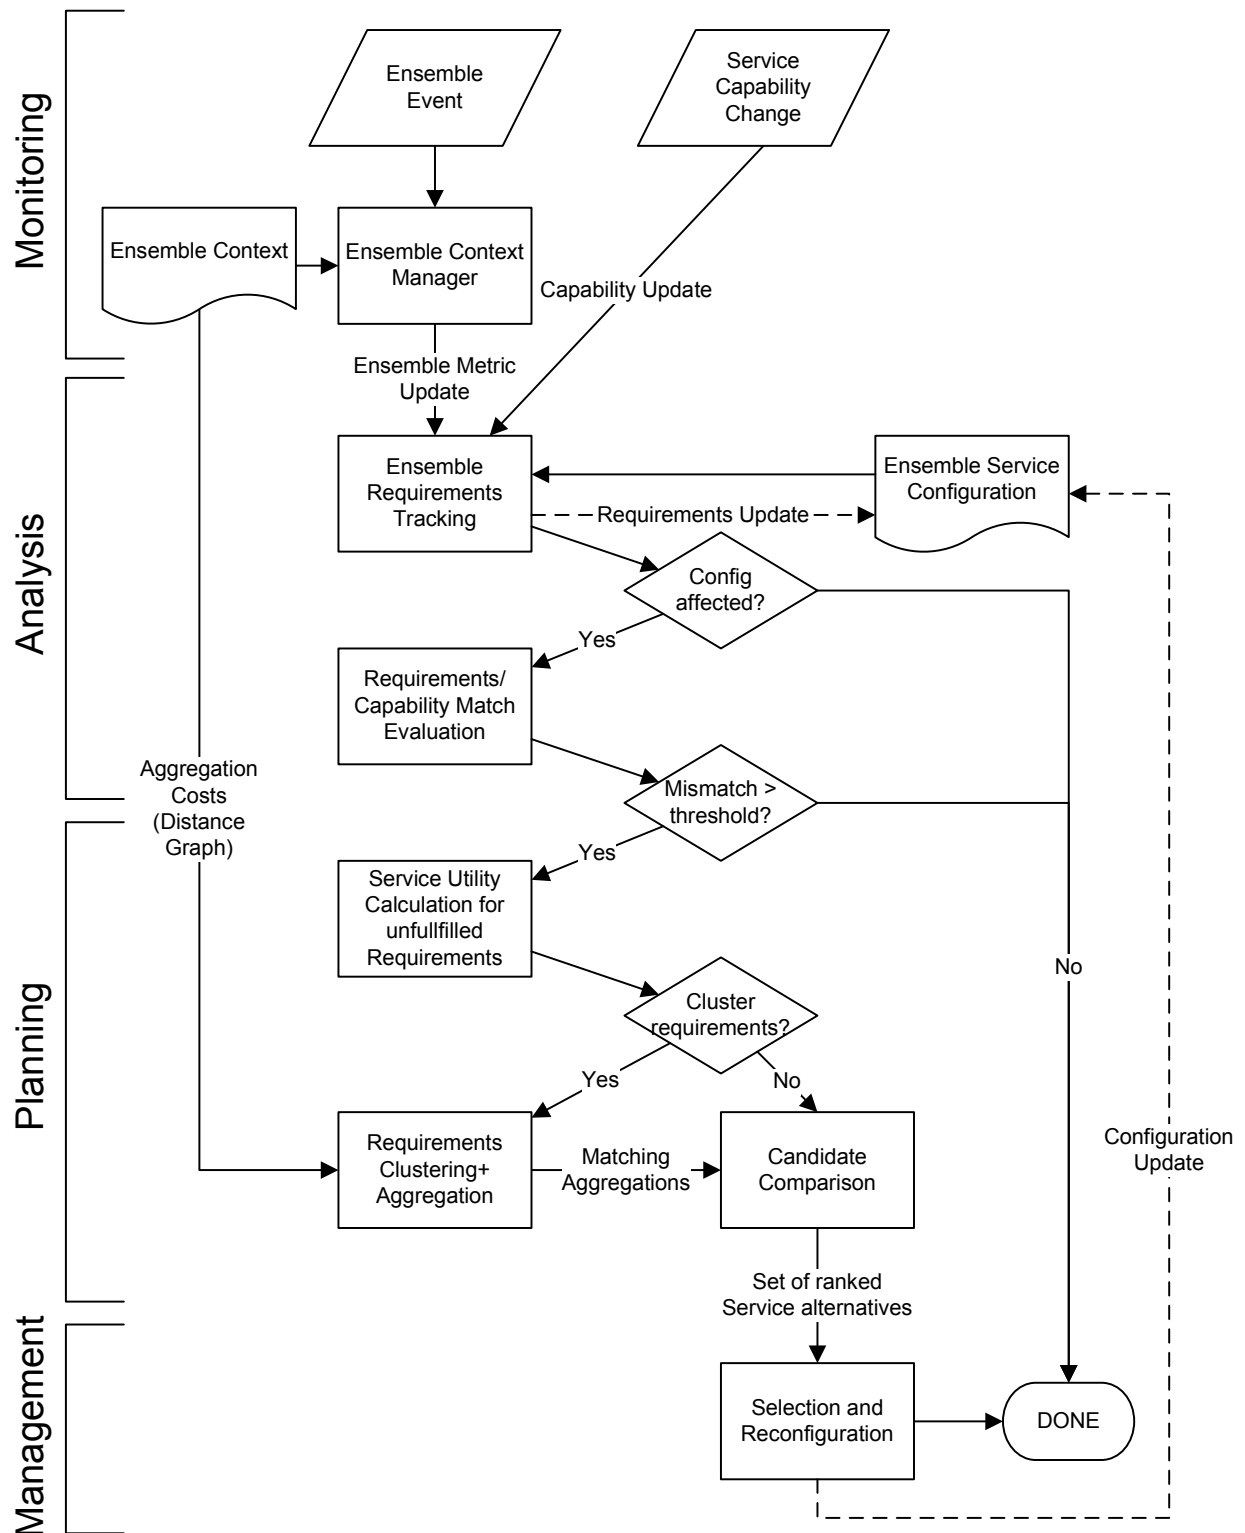 Monitoring
Ensemble
Event
Service
Capability
Change
Ensemble Context
Ensemble Context
Manager
Capability Update
Ensemble Metric
Update
Analysis
Ensemble
Requirements
Tracking
Ensemble Service
Configuration
Requirements Update
Config
affected?
Yes
Requirements/
Capability Match
Evaluation
Mismatch >
threshold?
Aggregation
Costs
(Distance
Graph)
Yes
Planning
Service Utility
Calculation for
unfullfilled
Requirements
No
Cluster
requirements?
Yes
No
Requirements
Clustering+
Aggregation
Matching
Aggregations
Candidate
Comparison
Configuration
Update
Set of ranked
Service alternatives
Management
Selection and
Reconfiguration
DONE